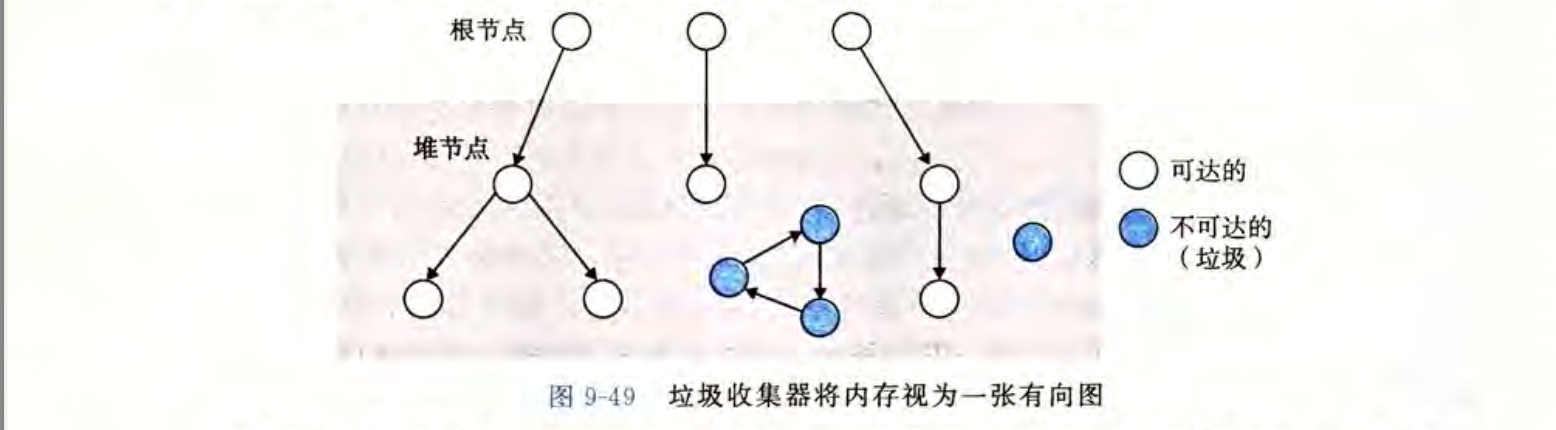 根节点
堆节点
可达的
不可达的
（垃圾）
图 9-49 垃圾收集器将内存视为一张有向图